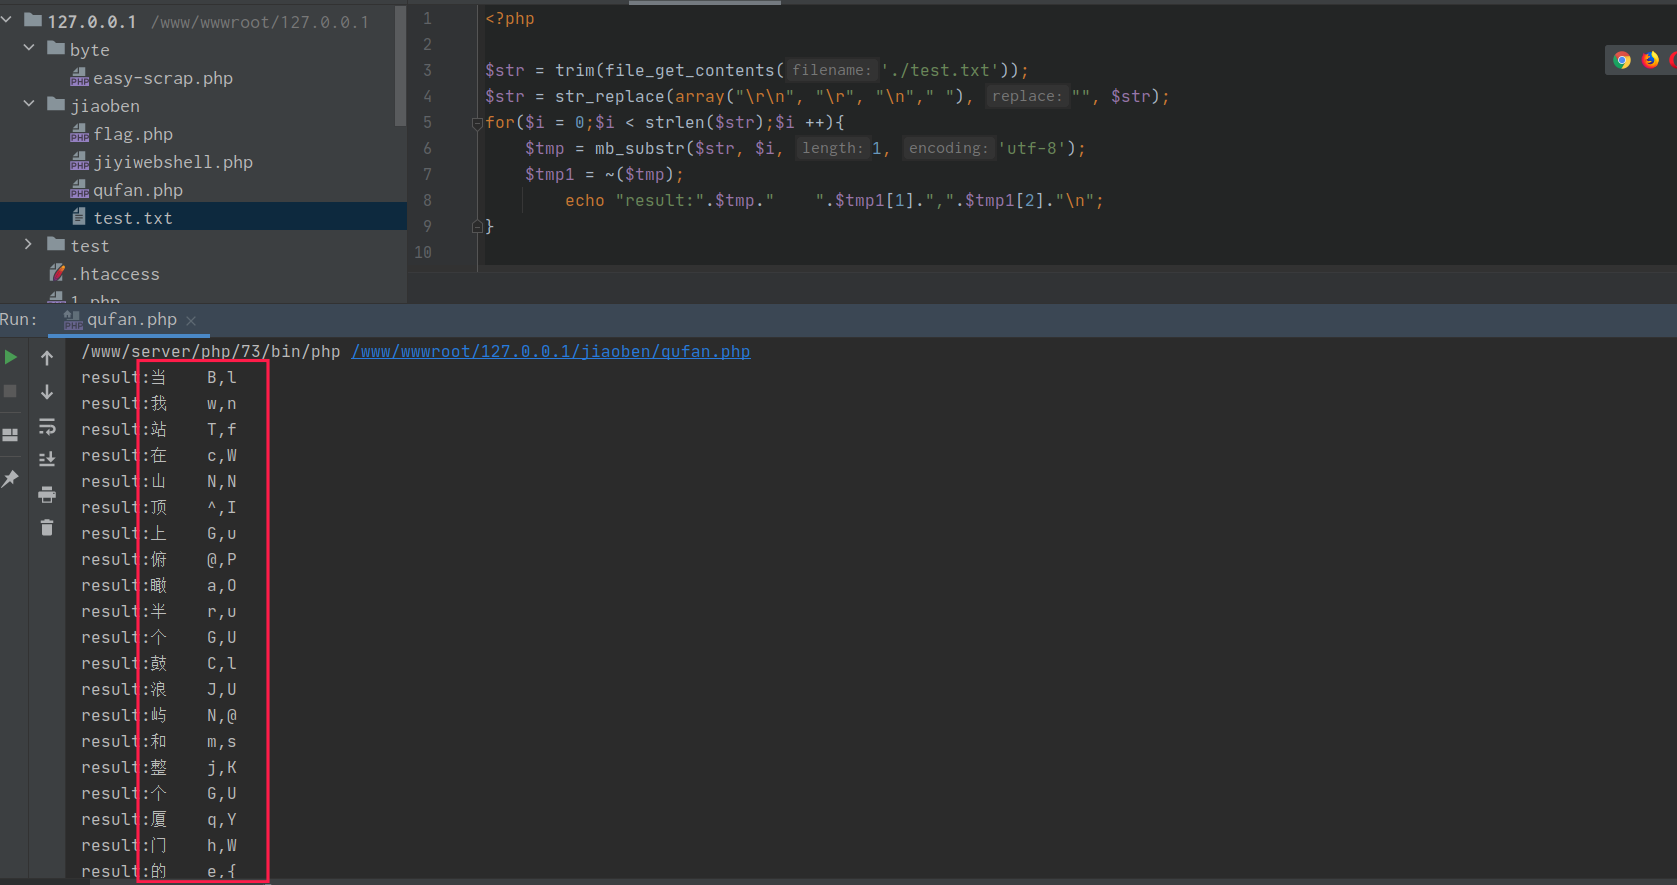 127.0.0.1 /www/wwwroot/127.0.0.1
byte
easy-scrap.php
jiaoben
flag.php
jiyiwebshell.php
qufan.php
test.txt
test
.htaccess
1.php
1 <?php
2
3 $str = trim(file_get_contents( filename: './test.txt'));
4 $str = str_replace(array("\r\n", "\r", "\n"," "), replace: "", $str);
5 for($i = 0;$i < strlen($str);$i ++){
6 $tmp = mb_substr($str, $i, length: 1, encoding: 'utf-8');
7 $tmp1 = ~($tmp);
8 echo "result:".$tmp."    ".$tmp1[1].",".$tmp1[2]."\n";
9 }
10
Run: qufan.php
/www/server/php/73/bin/php /www/wwwroot/127.0.0.1/jiaoben/qufan.php
result:当    B,l
result:我    w,n
result:站    T,f
result:在    c,W
result:山    N,N
result:顶    ^,I
result:上    G,u
result:俯    @,P
result:瞰    a,O
result:半    r,u
result:个    G,U
result:鼓    C,l
result:浪    J,U
result:屿    N,@
result:和    m,s
result:整    j,K
result:个    G,U
result:厦    q,Y
result:门    h,W
result:的    e,{